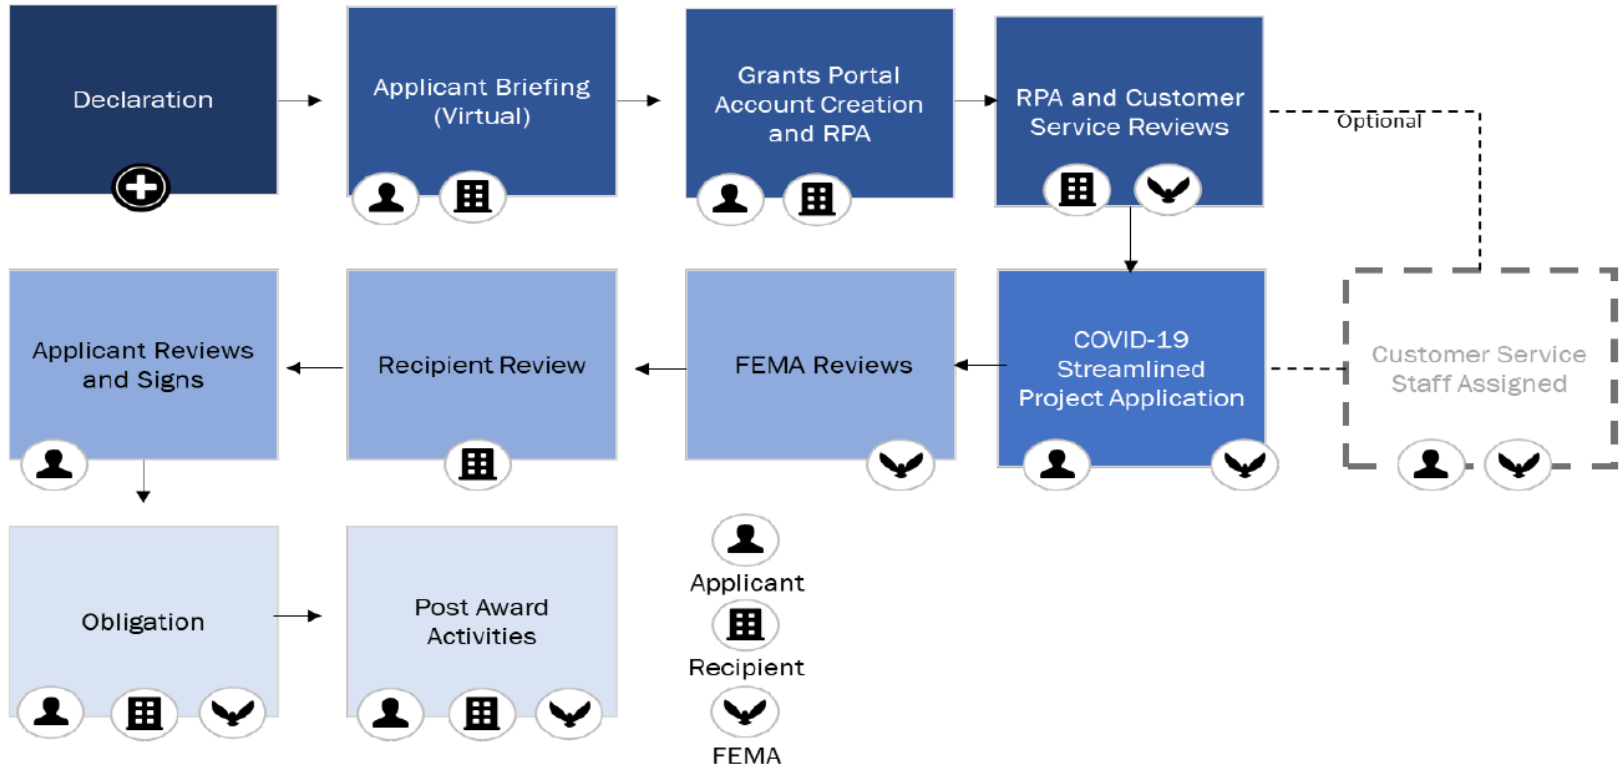 Declaration
Applicant Briefing
(Virtual)
Grants Portal
Account Creation
and RPA
RPA and Customer
Service Reviews
Optional
Applicant Reviews
and Signs
Recipient Review
FEMA Reviews
COVID-19
Streamlined
Project Application
Customer Service
Staff Assigned
Obligation
Post Award
Activities
Applicant
Recipient
FEMA